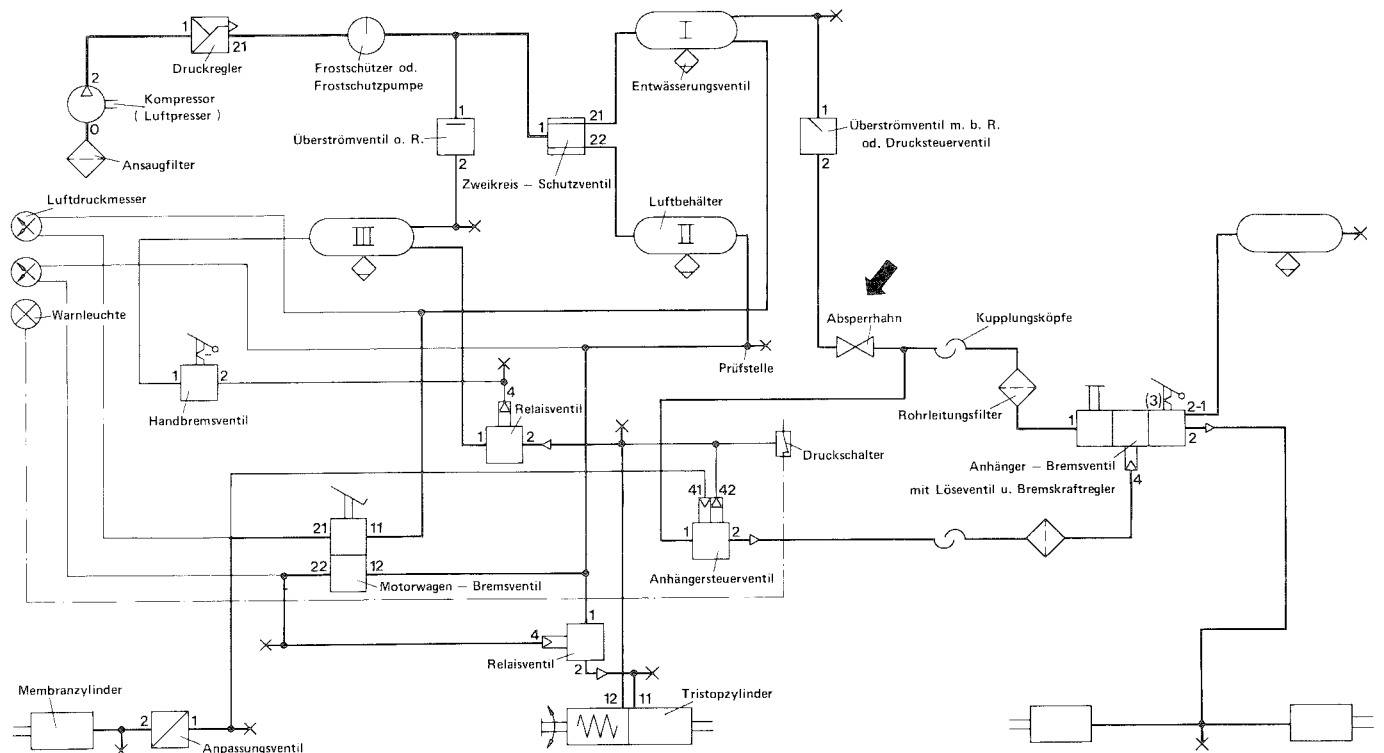 1
21
Druckregler
2
Kompressor
( Luftpresser )
0
Ansaugfilter
Frostschützer od.
Frostschutzpumpe
1
Überströmventil o. R.
2
1
21
22
Zweikreis – Schutzventil
I
Entwässerungsventil
1
Überströmventil m. b. R.
od. Drucksteuerventil
2
Luftdruckmesser
III
Luftbehälter
II
Warnleuchte
Absperrhahn
Kupplungsköpfe
Prüfstelle
1
2
Handbremsventil
4
Relaisventil
1
2
Rohrleitungsfilter
(3)
2-1
1
2
Druckschalter
Anhänger – Bremsventil
mit Löseventil u. Bremskraftregler
4
41
42
21
11
1
2
Anhängersteuerventil
22
12
Motorwagen – Bremsventil
1
4
Relaisventil
2
Membranzylinder
2
1
Anpassungsventil
12
11
Tristopzylinder